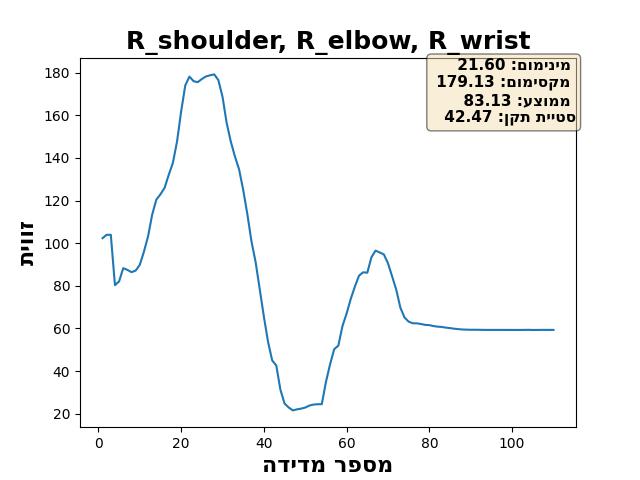 R_shoulder, R_elbow, R_wrist
מינימום: 21.60
מקסימום: 179.13
ממוצע: 83.13
סטיית תקן: 42.47
זווית
180
160
140
120
100
80
60
40
20
0 20 40 60 80 100
מספר מדידה